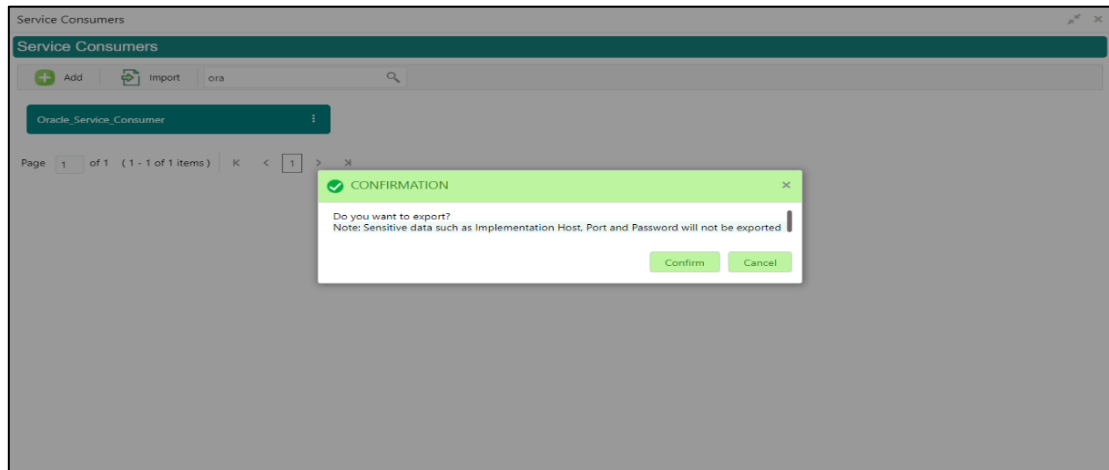 Service Consumers
Service Consumers
Add Import ora
Oracle_Service_Consumer
Page 1 of 1 (1 - 1 of 1 items) 1
CONFIRMATION
Do you want to export?
Note: Sensitive data such as Implementation Host, Port and Password will not be exported
Confirm Cancel